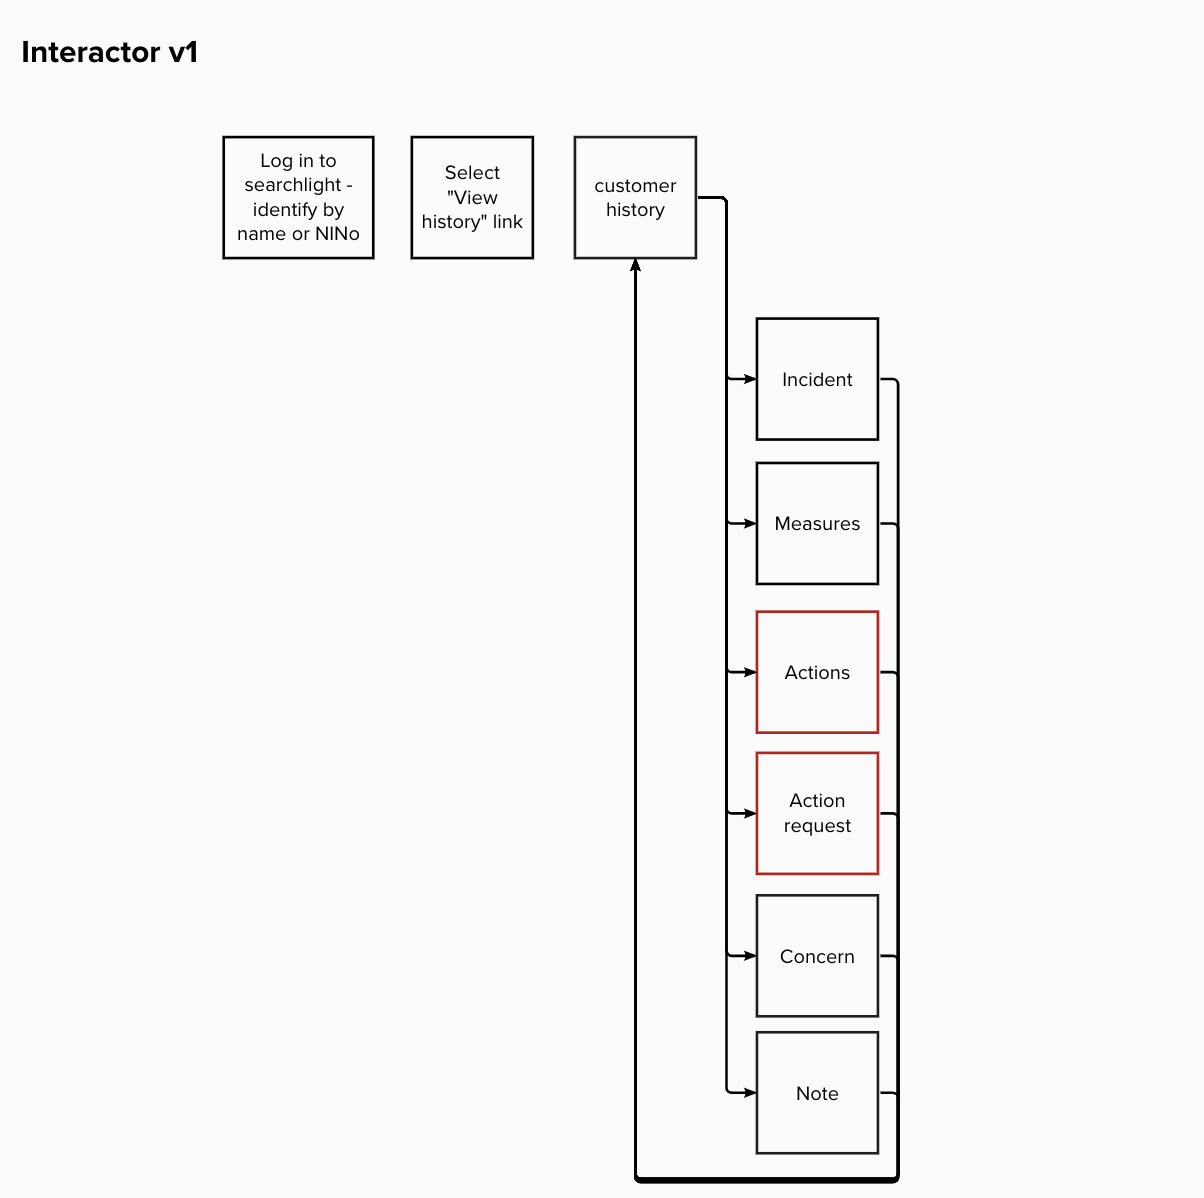 Interactor v1
Log in to
searchlight -
identify by
name or NINo
Select
"View
history" link
customer
history
Incident
Measures
Actions
Action
request
Concern
Note